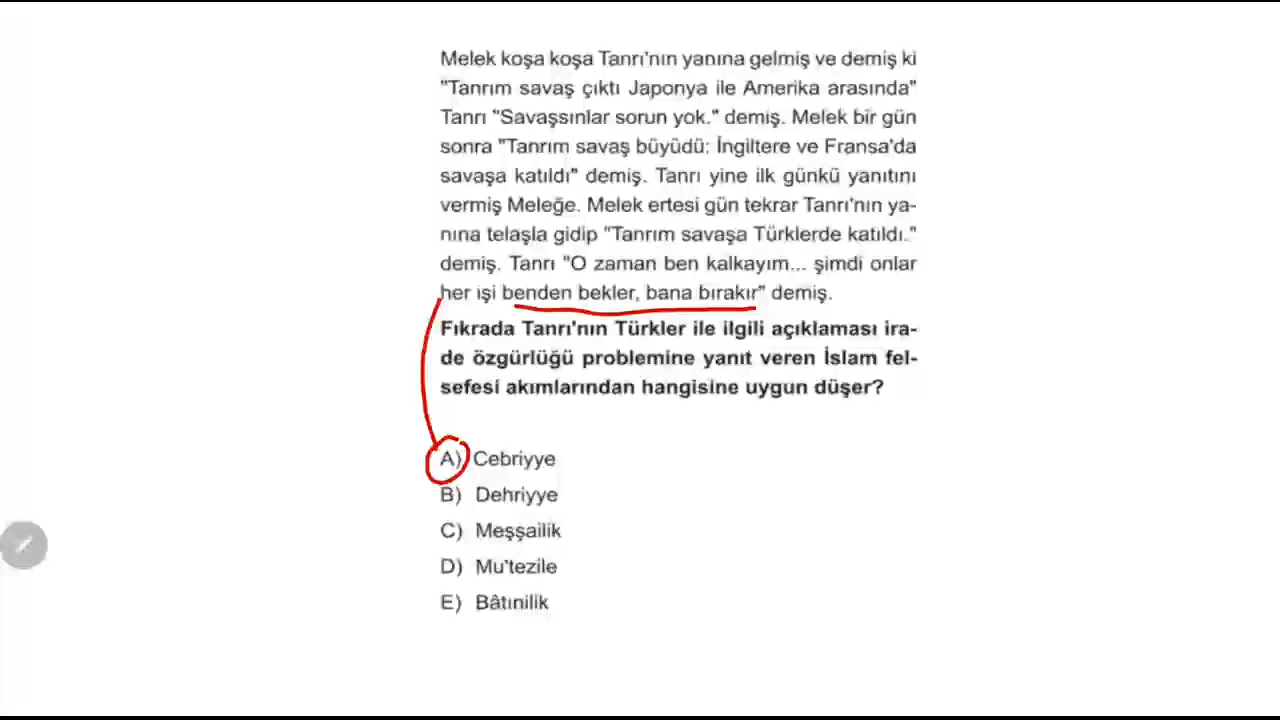 Melek koşa koşa Tanrı'nın yanına gelmiş ve demiş ki
"Tanrım savaş çıktı Japonya ile Amerika arasında"
Tanrı "Savaşsınlar sorun yok." demiş. Melek bir gün
sonra "Tanrım savaş büyüdü: İngiltere ve Fransa'da
savaşa katıldı" demiş. Tanrı yine ilk günkü yanıtını
vermiş Meleğe. Melek ertesi gün tekrar Tanrı'nın ya-
nına telaşla gidip "Tanrım savaşa Türklerde katıldı."
demiş. Tanrı "O zaman ben kalkayım... şimdi onlar
her işi benden bekler, bana bırakır" demiş.
Fıkrada Tanrı'nın Türkler ile ilgili açıklaması ira-
de özgürlüğü problemine yanıt veren İslam fel-
sefesi akımlarından hangisine uygun düşer?
A) Cebriyye
B) Dehriyye
C) Meşşailik
D) Mu'tezile
E) Bâtınilik